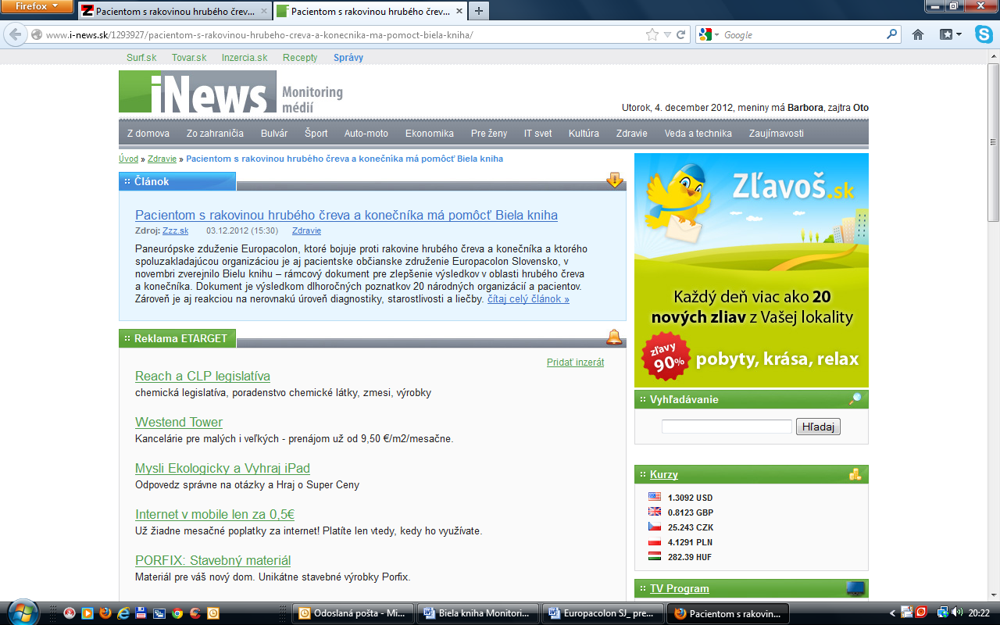 Firefox
Pacientom s rakovinou hrubého črev...
Pacientom s rakovinou hrubého črev...
www.i-news.sk/1293927/pacientom-s-rakovinou-hrubeho-creva-a-konecnika-ma-pomoct-biela-kniha/
Google
Surf.sk Tovar.sk Inzercia.sk Recepty Správy
iNews Monitoring médií
Utorok, 4. december 2012, meniny má Barbora, zajtra Oto
Z domova Zo zahraničia Bulvár Šport Auto-moto Ekonomika Pre ženy IT svet Kultúra Zdravie Veda a technika Zaujímavosti
Úvod » Zdravie » Pacientom s rakovinou hrubého čreva a konečníka má pomôcť Biela kniha
:: Článok
Pacientom s rakovinou hrubého čreva a konečníka má pomôcť Biela kniha
Zdroj: Zzz.sk 03.12.2012 (15:30) Zdravie
Paneurópske zduženie Europacolon, ktoré bojuje proti rakovine hrubého čreva a konečníka a ktorého
spoluzakladajúcou organizáciou je aj pacientske občianske zdruzenie Europacolon Slovensko, v
novembri zverejnilo Bielu knihu – rámcový dokument pre zlepšenie výsledkov v oblasti hrubého čreva
a konečníka. Dokument je výsledkom dlhoročných poznatkov 20 národných organizácií a pacientov.
Zároveň je aj reakciou na nerovnakú úroveň diagnostiky, starostlivosti a liečby. čítaj celý článok »
:: Reklama ETARGET
Pridať inzerát
Reach a CLP legislatíva
chemická legislatíva, poradenstvo chemické látky, zmesi, výrobky
Westend Tower
Kancelárie pre malých i veľkých - prenájom už od 9,50 €/m2/mesačne.
Mysli Ekologicky a Vyhraj iPad
Odpovedz správne na otázky a Hraj o Super Ceny
Internet v mobile len za 0,5€
Už žiadne mesačné poplatky za internet! Platíte len vtedy, kedy ho využívate.
PORFIX: Stavebný materiál
Materiál pre váš nový dom. Unikátne stavebné výrobky Porfix.
Zľavoš.sk
Každý deň viac ako 20
nových zliav z Vašej lokality
zľavy
90%
pobyty, krása, relax
:: Vyhľadávanie
Hľadaj
:: Kurzy
1.3092 USD
0.8123 GBP
25.243 CZK
4.1291 PLN
282.39 HUF
:: TV Program
Odoslaná pošta - Mi...
Biela kniha Monitori...
Europacolon SJ_ pre...
Pacientom s rakovin...
20:22